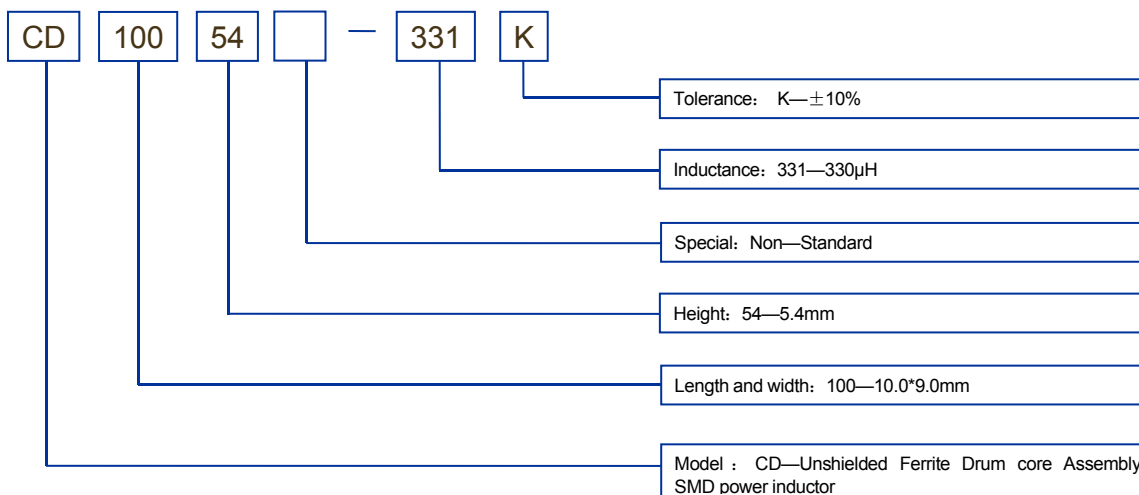 CD 100 54 — 331 K
Tolerance： K—±10%
Inductance：331—330μH
Special：Non—Standard
Height：54—5.4mm
Length and width：100—10.0*9.0mm
Model ： CD—Unshielded Ferrite Drum core Assembly
SMD power inductor